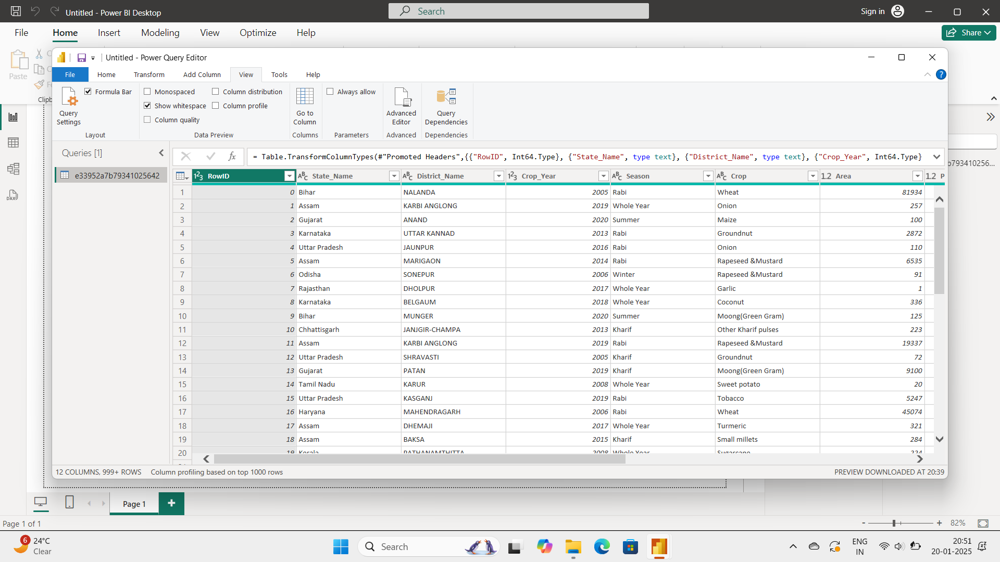 Untitled - Power BI Desktop
Search
Sign in
File Home Insert Modeling View Optimize Help
Share
Paste
Untitled - Power Query Editor
File Home Transform Add Column View Tools Help
Query Settings
Formula Bar
Layout
Monospaced
Show whitespace
Column quality
Column distribution
Column profile
Data Preview
Go to Column
Columns
Always allow
Parameters
Advanced Editor
Advanced
Query Dependencies
Dependencies
Queries [1]
e33952a7b79341025642
fx
= Table.TransformColumnTypes(#"Promoted Headers",{{"RowID", Int64.Type}, {"State_Name", type text}, {"District_Name", type text}, {"Crop_Year", Int64.Type}
RowID State_Name District_Name Crop_Year Season Crop Area
1 0 Bihar NALANDA 2005 Rabi Wheat 81934
2 1 Assam KARBI ANGLONG 2019 Whole Year Onion 257
3 2 Gujarat ANAND 2020 Summer Maize 100
4 3 Karnataka UTTAR KANNAD 2013 Rabi Groundnut 2872
5 4 Uttar Pradesh JAUNPUR 2016 Rabi Onion 110
6 5 Assam MARIGAON 2014 Rabi Rapeseed &Mustard 6535
7 6 Odisha SONEPUR 2006 Winter Rapeseed &Mustard 91
8 7 Rajasthan DHOLPUR 2017 Whole Year Garlic 1
9 8 Karnataka BELGAUM 2018 Whole Year Coconut 336
10 9 Bihar MUNGER 2020 Summer Moong(Green Gram) 125
11 10 Chhattisgarh JANJGIR-CHAMPA 2013 Kharif Other Kharif pulses 223
12 11 Assam KARBI ANGLONG 2019 Rabi Rapeseed &Mustard 19337
13 12 Uttar Pradesh SHRAVASTI 2005 Kharif Groundnut 72
14 13 Gujarat PATAN 2019 Kharif Moong(Green Gram) 9100
15 14 Tamil Nadu KARUR 2008 Whole Year Sweet potato 20
16 15 Uttar Pradesh KASGANJ 2019 Rabi Tobacco 5247
17 16 Haryana MAHENDRAGARH 2006 Rabi Wheat 45074
18 17 Assam DHEMAJI 2017 Whole Year Turmeric 321
19 18 Assam BAKSA 2015 Kharif Small millets 284
20 19 Kerala PATHANAMTHITTA 2008 Whole Year Sugarcane 224
12 COLUMNS, 999+ ROWS Column profiling based on top 1000 rows
PREVIEW DOWNLOADED AT 20:39
Page 1
Page 1 of 1
82%
6
24°C
Clear
Search
ENG
IN
20:51
20-01-2025